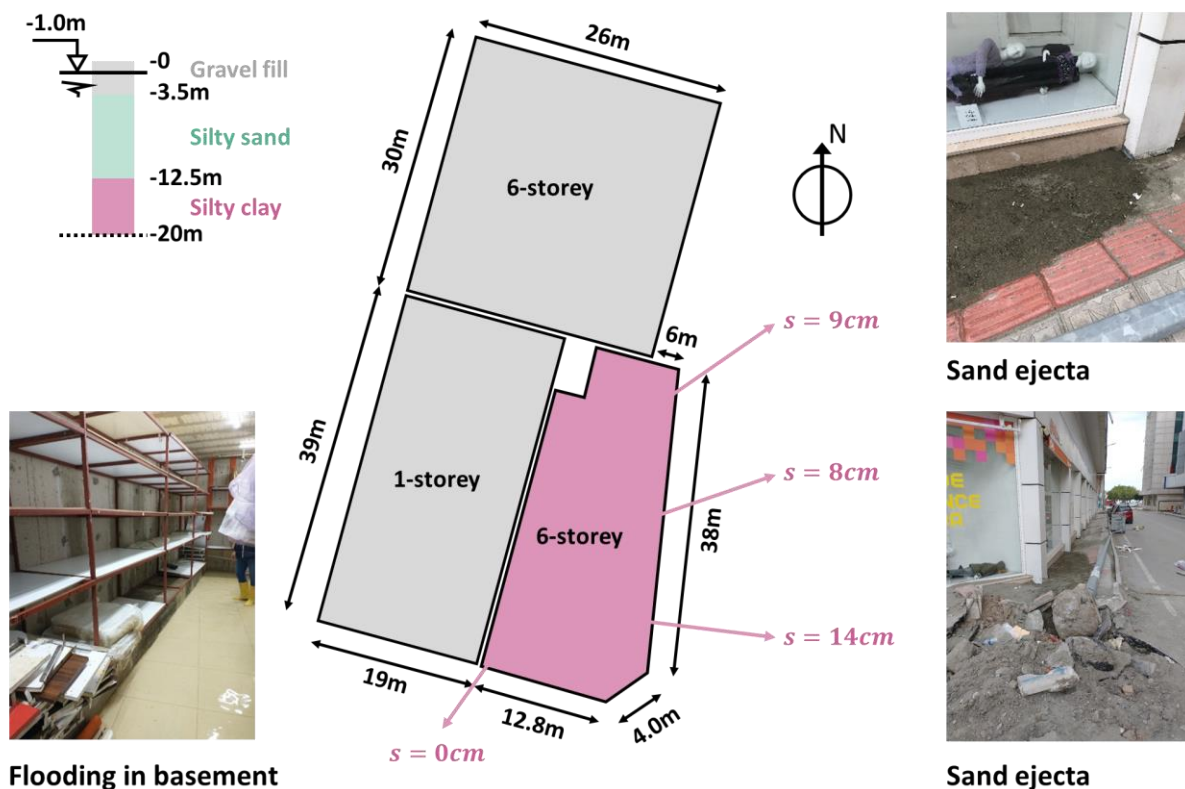 -1.0m
-0
Gravel fill
-3.5m
Silty sand
-12.5m
Silty clay
-20m
26m
30m
6-storey
N
s = 9cm
6m
39m
1-storey
s = 8cm
38m
6-storey
s = 14cm
19m
12.8m
4.0m
s = 0cm
Sand ejecta
Flooding in basement
Sand ejecta